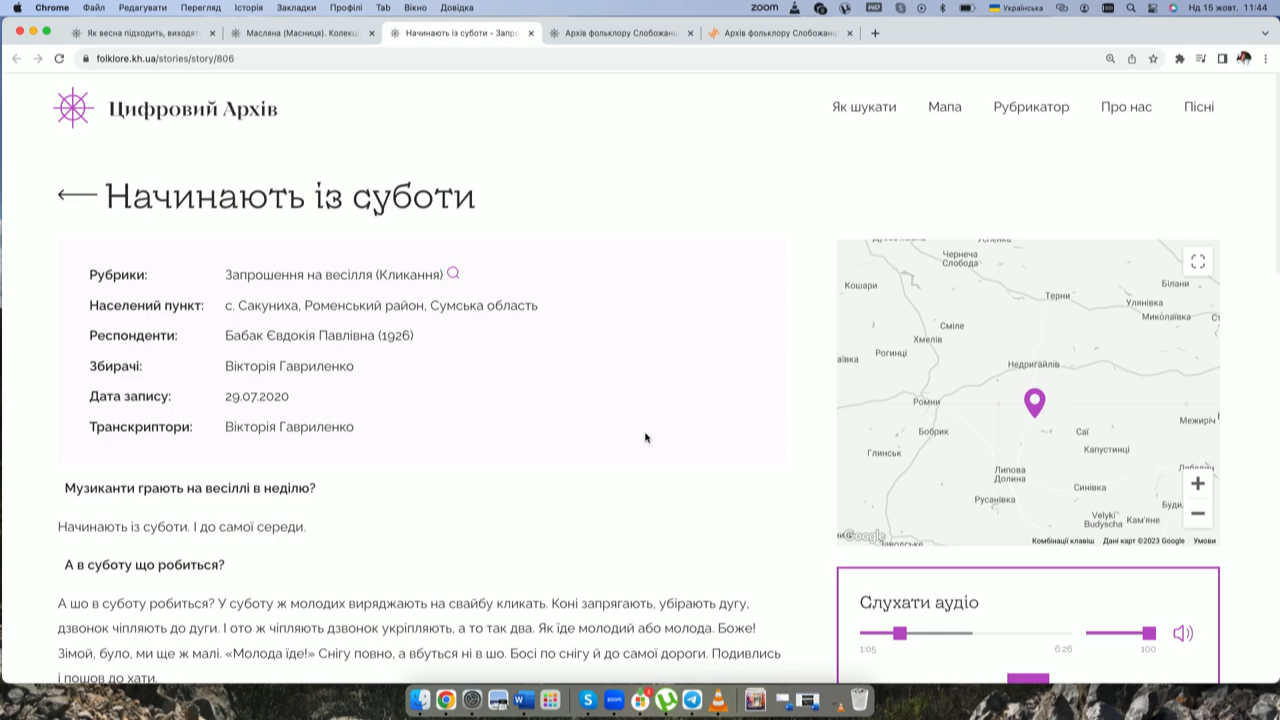 Chrome Файл Редагувати Перегляд Історія Закладки Профілі Tab Вікно Довідка zoom Українська Нд 15 жовт. 11:44
Як весна підходить, виходят Масляна (Масниця). Колекц Начинають із суботи - Запро Архів фольклору Слобожанщ Архів фольклору Слобожанщ
folklore.kh.ua/stories/story/806
Цифровий Архів
Як шукати Мапа Рубрикатор Про нас Пісні
Начинають із суботи
Рубрики: Запрошення на весілля (Кликання)
Населений пункт: с. Сакуниха, Роменський район, Сумська область
Респонденти: Бабак Євдокія Павлівна (1926)
Збирачі: Вікторія Гавриленко
Дата запису: 29.07.2020
Транскриптори: Вікторія Гавриленко
Музиканти грають на весіллі в неділю?
Начинають із суботи. І до самої середи.
А в суботу що робиться?
А шо в суботу робиться? У суботу ж молодих виряджають на свайбу кликать. Коні запрягають, убірають дугу,
дзвонок чіпляють до дуги. І ото ж чіпляють дзвонок укріпляють, а то так два. Як їде молодий або молода. Боже!
Зімой, було, ми ще ж малі. «Молода їде!» Снігу повно, а вбуться ні в шо. Босі по снігу й до самої дороги. Подивлись
і пошов до хати.
Чернеча
Слобода
Кошари
Терни
Білани
Улянівка
Миколаївка
Сміле
Хмелів
Рогинці
Недригайлів
Ромни
Бобрик
Саї
Межиріч
Глинськ
Капустинці
Липова
Долина
Синівка
Русанівка
Velyki
Budyscha
Кам'яне
Google
Комбінації клавіш Дані карт ©2023 Google Умови
Слухати аудіо
1:05 6:26 100